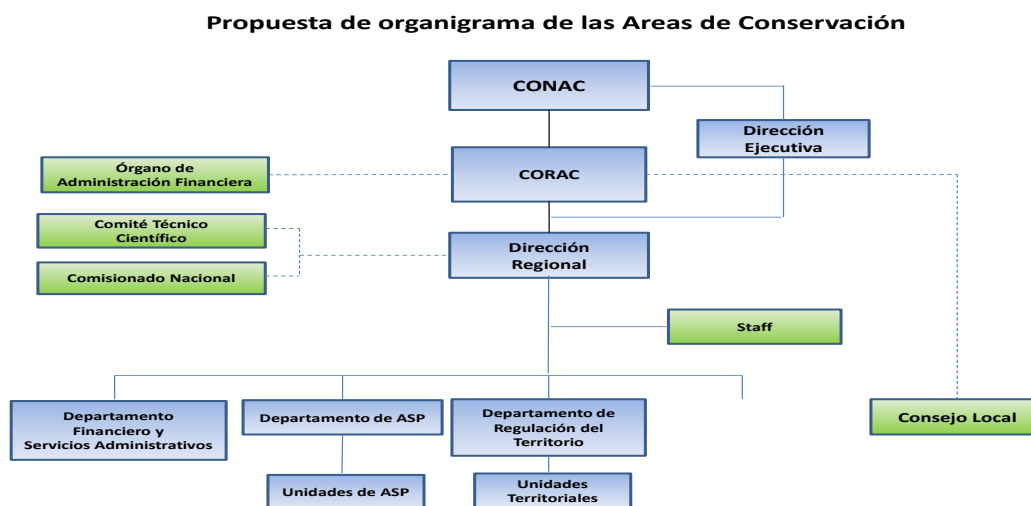 Propuesta de organigrama de las Areas de Conservación
CONAC
Dirección
Ejecutiva
Órgano de
Administración Financiera
CORAC
Comité Técnico
Científico
Dirección
Regional
Comisionado Nacional
Staff
Departamento
Financiero y
Servicios Administrativos
Departamento de ASP
Departamento de
Regulación del
Territorio
Consejo Local
Unidades de ASP
Unidades
Territoriales